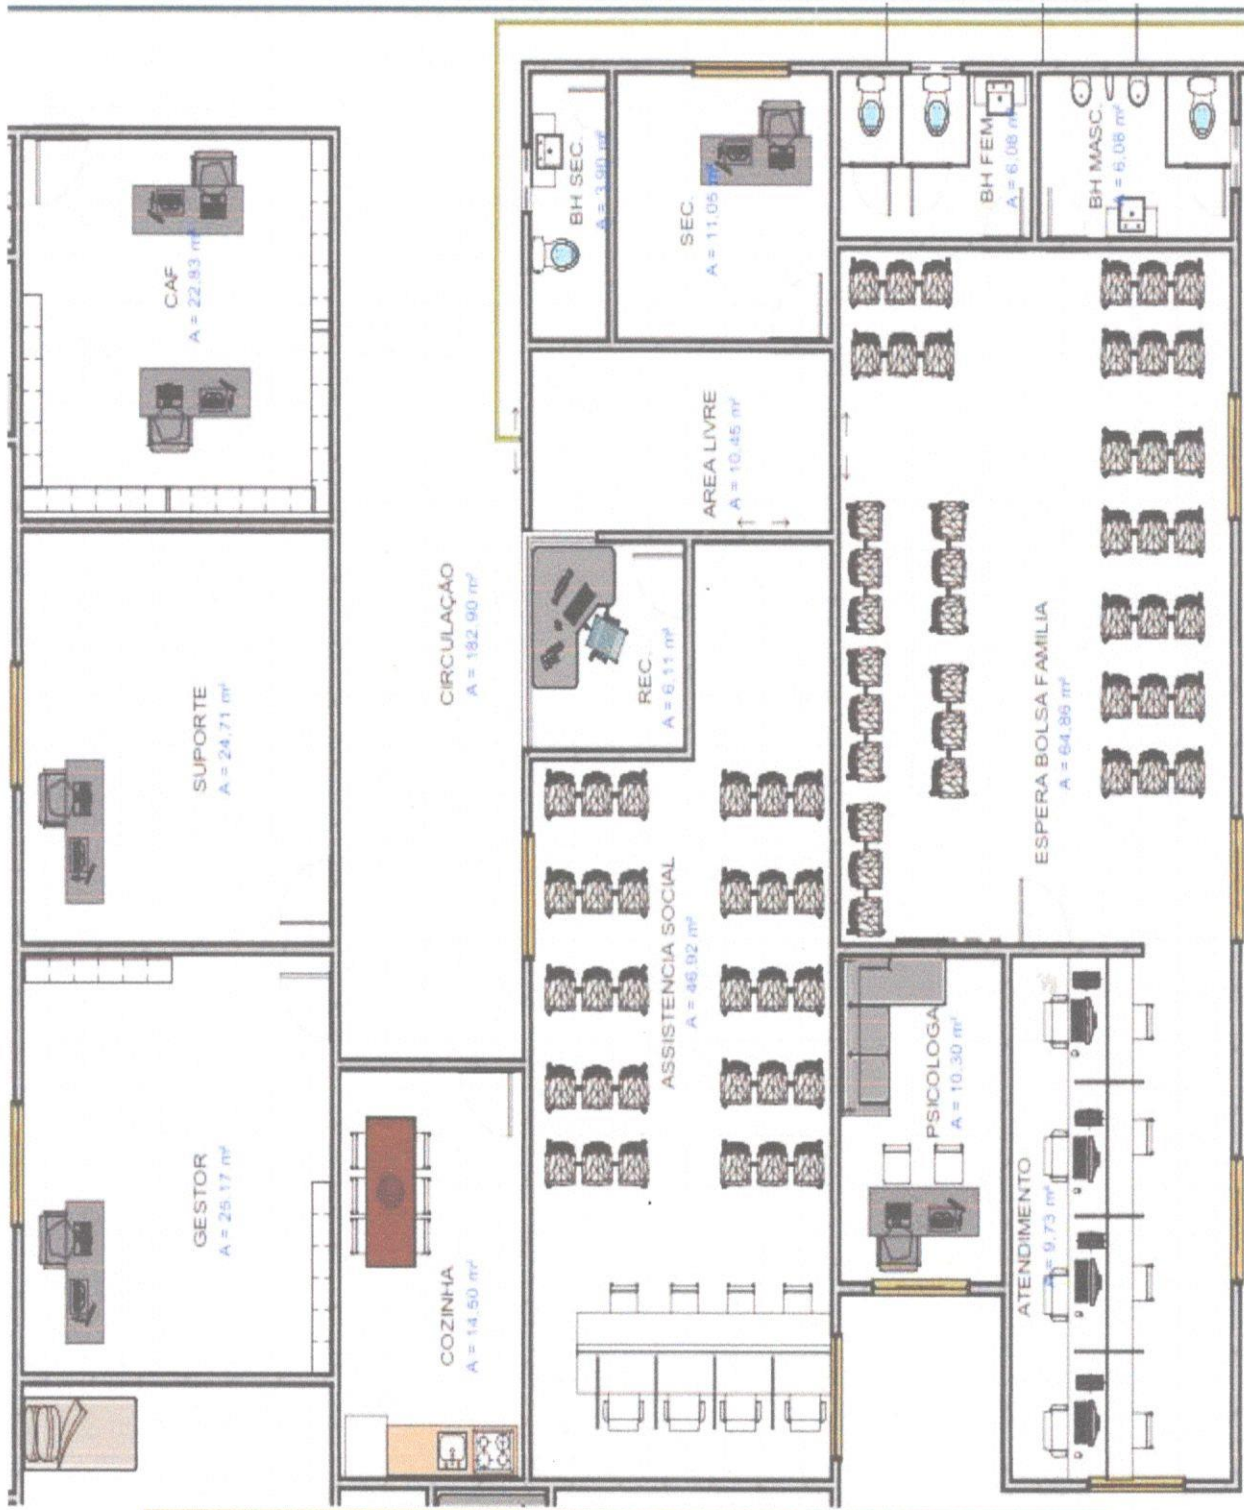 CAF
A = 22.83 m²
SUPORTE
A = 24.71 m²
GESTOR
A = 25.17 m²
CIRCULAÇÃO
A = 182.90 m²
COZINHA
A = 14.50 m²
BH SEC.
A = 3.90 m²
SEC.
A = 11.05 m²
AREA LIVRE
A = 10.45 m²
REC.
A = 6.11 m²
ASSISTENCIA SOCIAL
A = 46.92 m²
BH FEM
A = 6.08 m²
BH MASC.
A = 6.08 m²
ESPERA BOLSA FAMILIA
A = 64.86 m²
PSICOLOGA
A = 10.30 m²
ATENDIMENTO
A = 9.73 m²